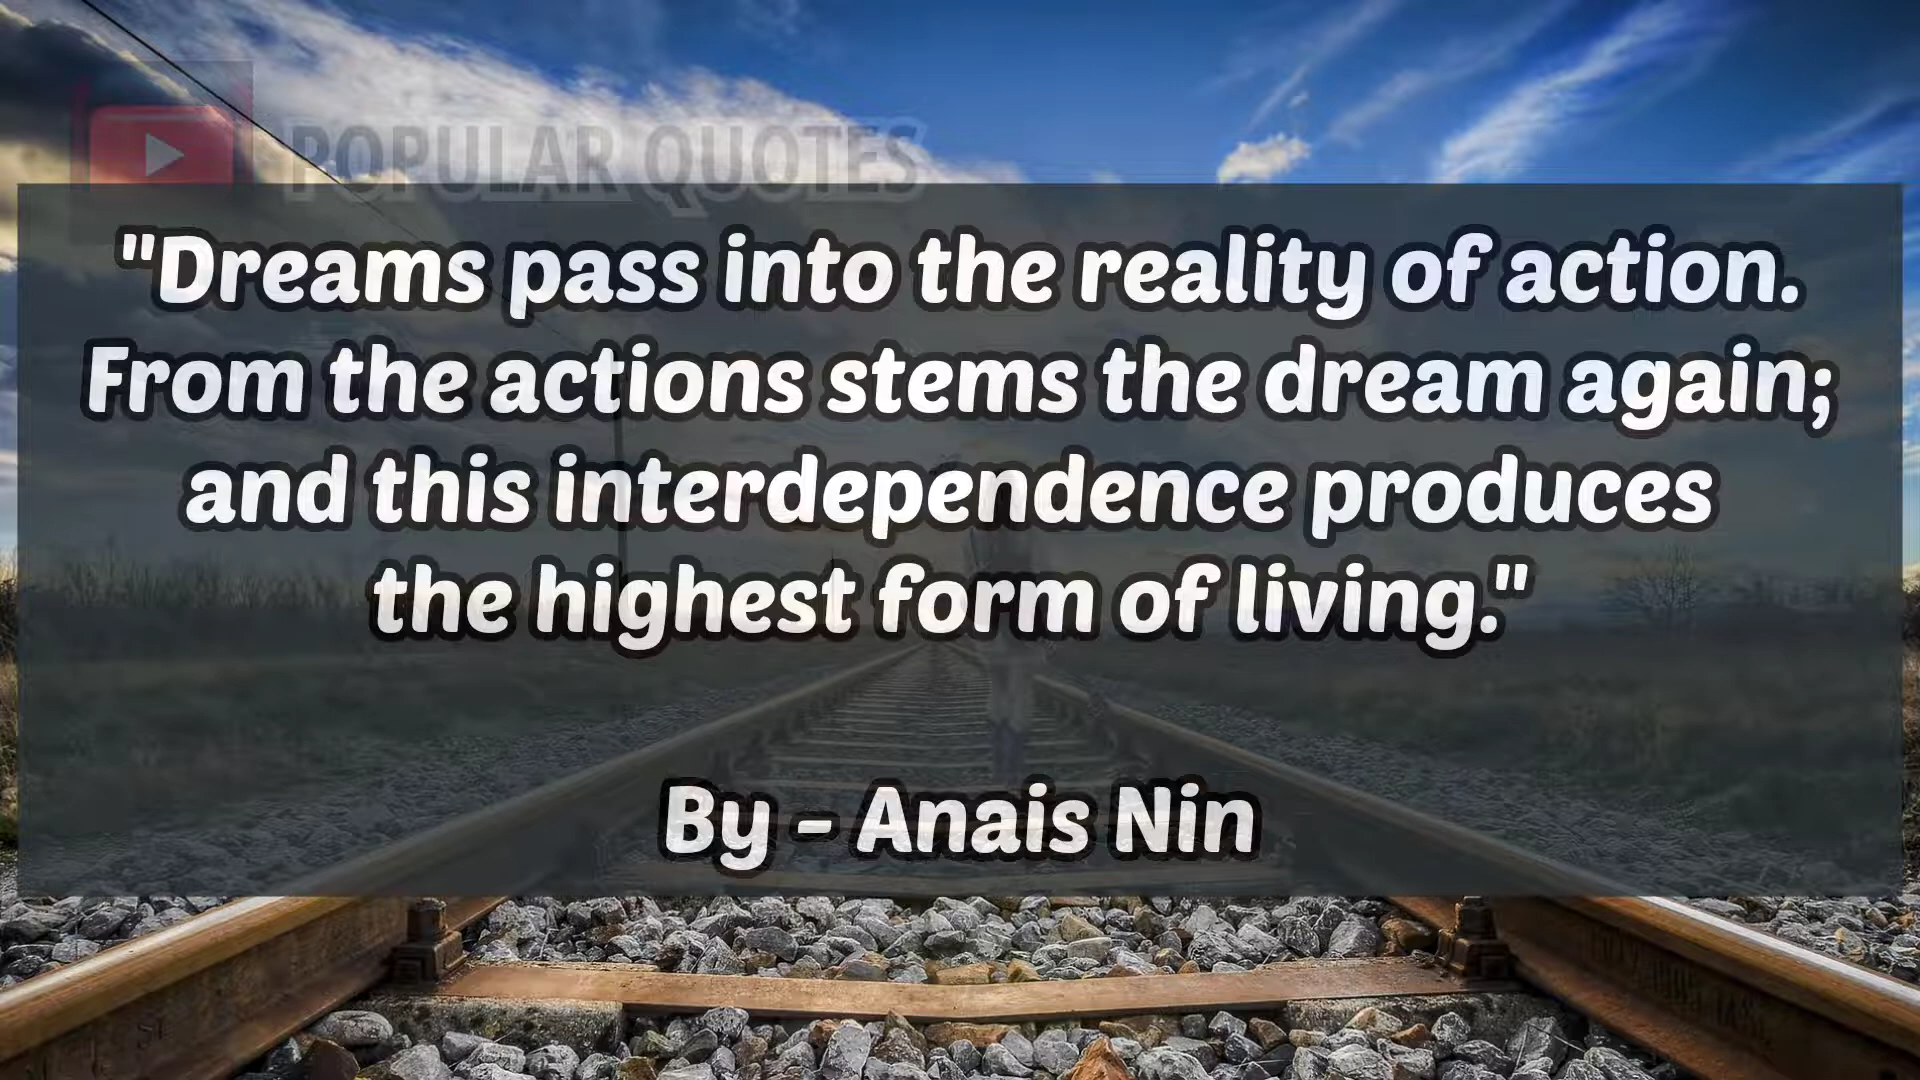 POPULAR QUOTES
"Dreams pass into the reality of action.
From the actions stems the dream again;
and this interdependence produces
the highest form of living."
By - Anais Nin